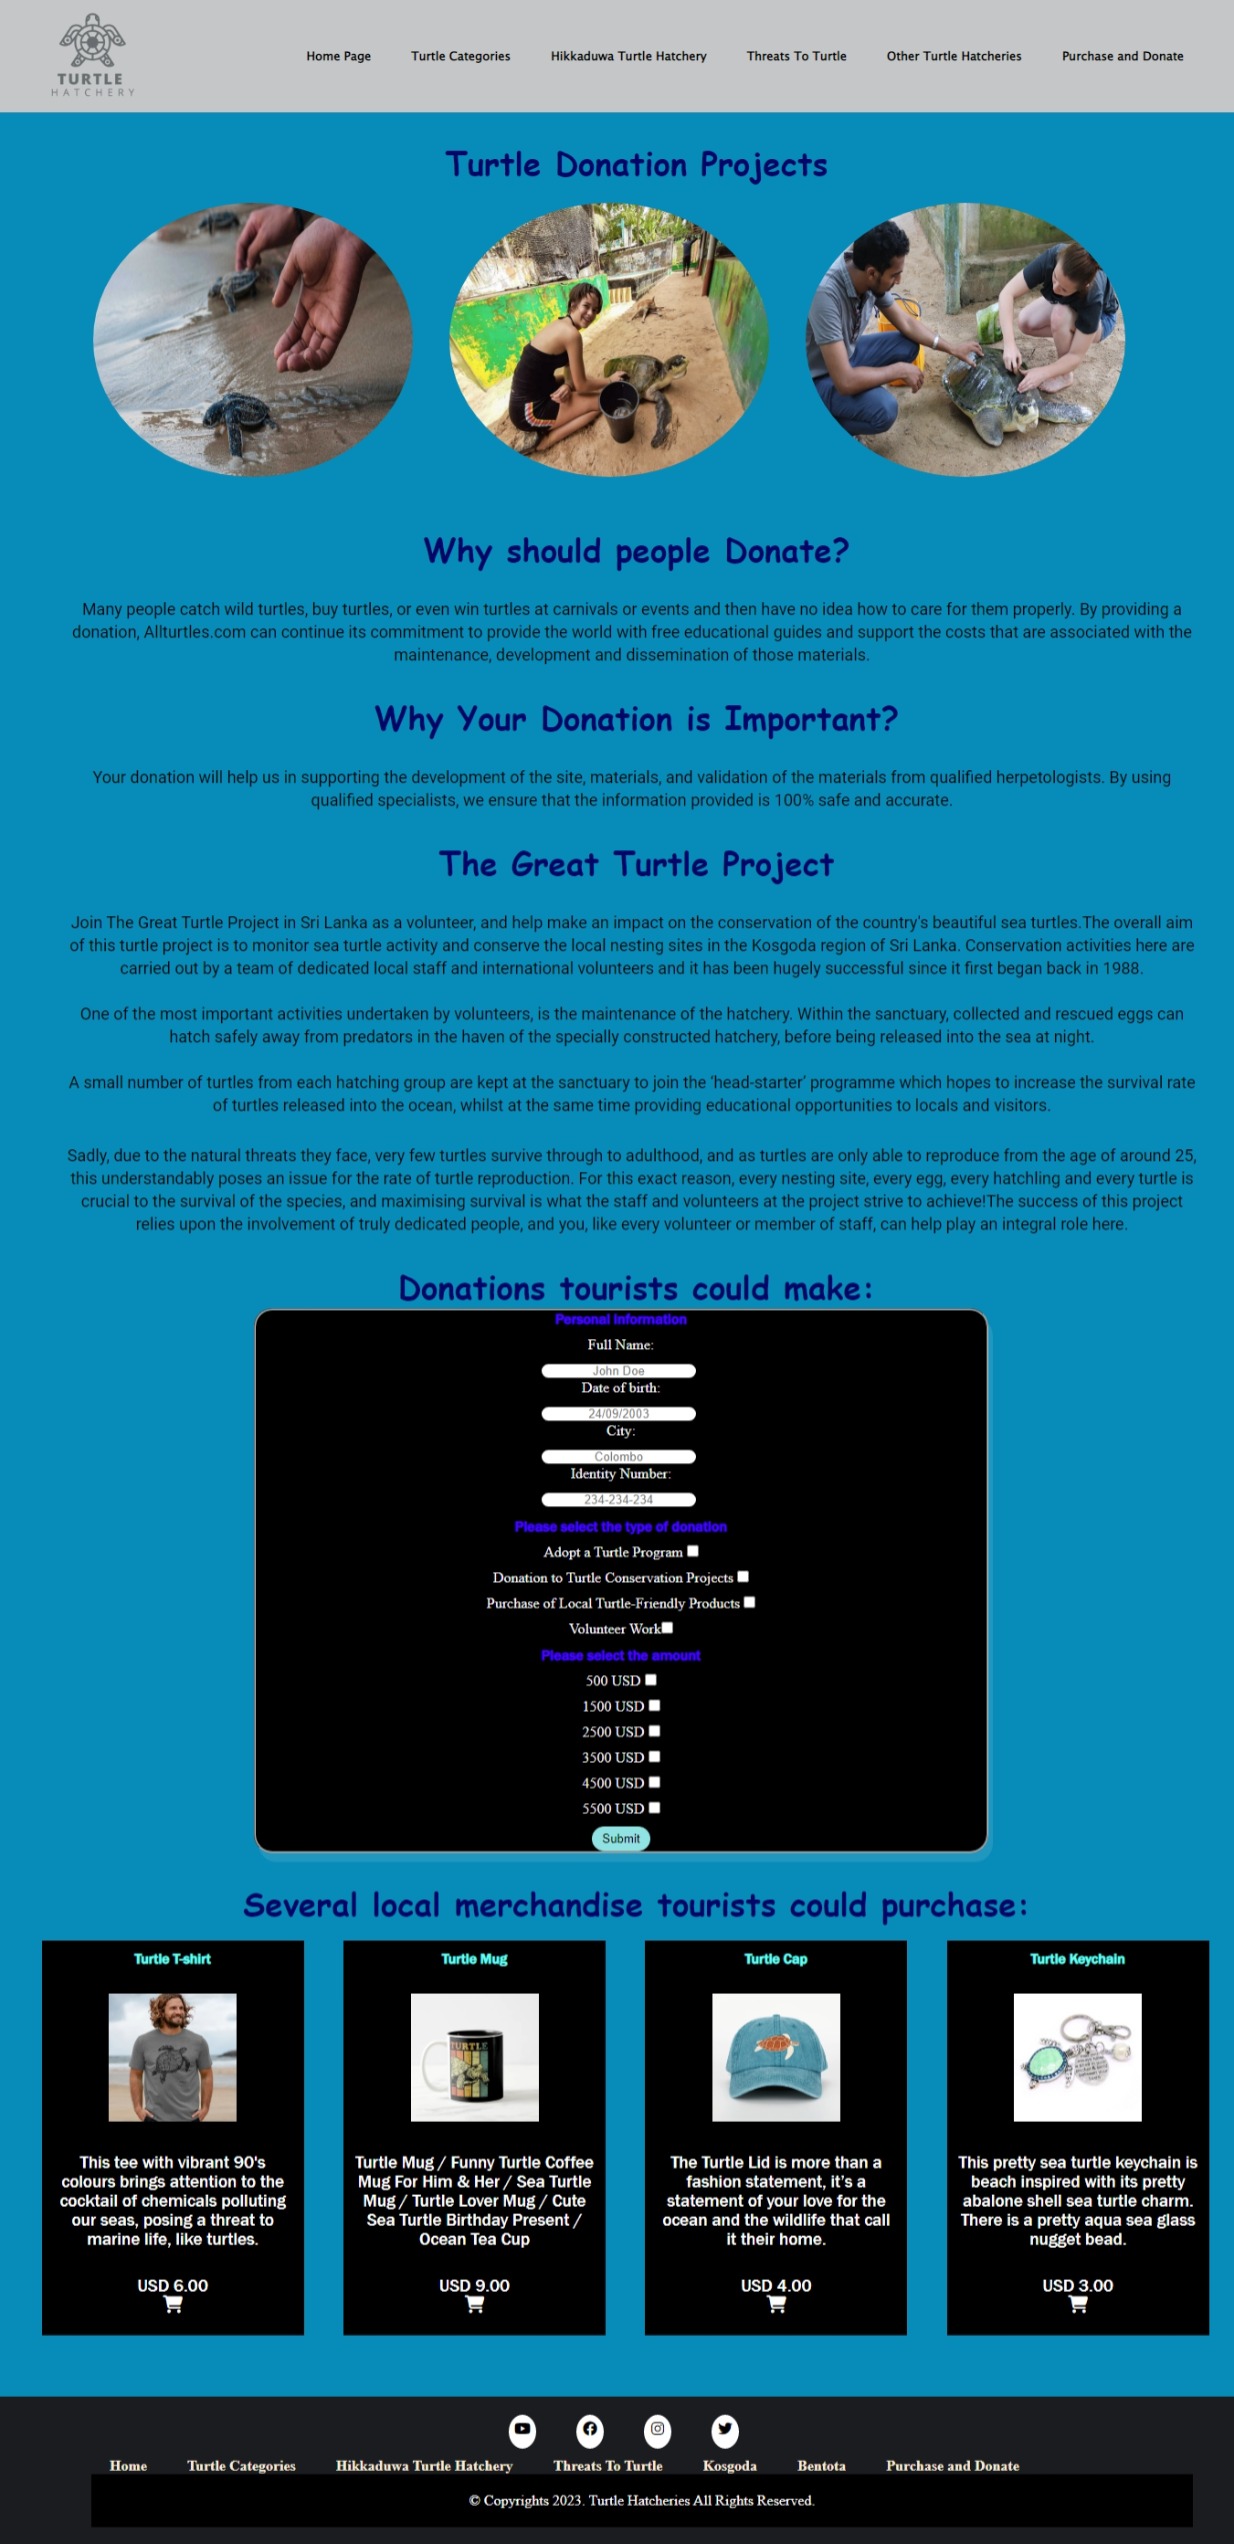 TURTLE
HATCHERY
Home Page
Turtle Categories
Hikkaduwa Turtle Hatchery
Threats To Turtle
Other Turtle Hatcheries
Purchase and Donate
Turtle Donation Projects
Why should people Donate?
Many people catch wild turtles, buy turtles, or even win turtles at carnivals or events and then have no idea how to care for them properly. By providing a
donation, Allturtles.com can continue its commitment to provide the world with free educational guides and support the costs that are associated with the
maintenance, development and dissemination of those materials.
Why Your Donation is Important?
Your donation will help us in supporting the development of the site, materials, and validation of the materials from qualified herpetologists. By using
qualified specialists, we ensure that the information provided is 100% safe and accurate.
The Great Turtle Project
Join The Great Turtle Project in Sri Lanka as a volunteer, and help make an impact on the conservation of the country's beautiful sea turtles.The overall aim
of this turtle project is to monitor sea turtle activity and conserve the local nesting sites in the Kosgoda region of Sri Lanka. Conservation activities here are
carried out by a team of dedicated local staff and international volunteers and it has been hugely successful since it first began back in 1988.
One of the most important activities undertaken by volunteers, is the maintenance of the hatchery. Within the sanctuary, collected and rescued eggs can
hatch safely away from predators in the haven of the specially constructed hatchery, before being released into the sea at night.
A small number of turtles from each hatching group are kept at the sanctuary to join the 'head-starter' programme which hopes to increase the survival rate
of turtles released into the ocean, whilst at the same time providing educational opportunities to locals and visitors.
Sadly, due to the natural threats they face, very few turtles survive through to adulthood, and as turtles are only able to reproduce from the age of around 25,
this understandably poses an issue for the rate of turtle reproduction. For this exact reason, every nesting site, every egg, every hatchling and every turtle is
crucial to the survival of the species, and maximising survival is what the staff and volunteers at the project strive to achieve!The success of this project
relies upon the involvement of truly dedicated people, and you, like every volunteer or member of staff, can help play an integral role here.
Donations tourists could make:
Personal Information
Full Name:
John Doe
Date of birth:
24/09/2003
City:
Colombo
Identity Number:
234-234-234
Please select the type of donation
Adopt a Turtle Program
Donation to Turtle Conservation Projects
Purchase of Local Turtle-Friendly Products
Volunteer Work
Please select the amount
500 USD
1500 USD
2500 USD
3500 USD
4500 USD
5500 USD
Submit
Several local merchandise tourists could purchase:
Turtle T-shirt
This tee with vibrant 90's
colours brings attention to the
cocktail of chemicals polluting
our seas, posing a threat to
marine life, like turtles.
USD 6.00
Turtle Mug
TURTLE
Turtle Mug / Funny Turtle Coffee
Mug For Him & Her / Sea Turtle
Mug / Turtle Lover Mug / Cute
Sea Turtle Birthday Present /
Ocean Tea Cup
USD 9.00
Turtle Cap
The Turtle Lid is more than a
fashion statement, it's a
statement of your love for the
ocean and the wildlife that call
it their home.
USD 4.00
Turtle Keychain
This pretty sea turtle keychain is
beach inspired with its pretty
abalone shell sea turtle charm.
There is a pretty aqua sea glass
nugget bead.
USD 3.00
Home
Turtle Categories
Hikkaduwa Turtle Hatchery
Threats To Turtle
Kosgoda
Bentota
Purchase and Donate
© Copyrights 2023. Turtle Hatcheries All Rights Reserved.